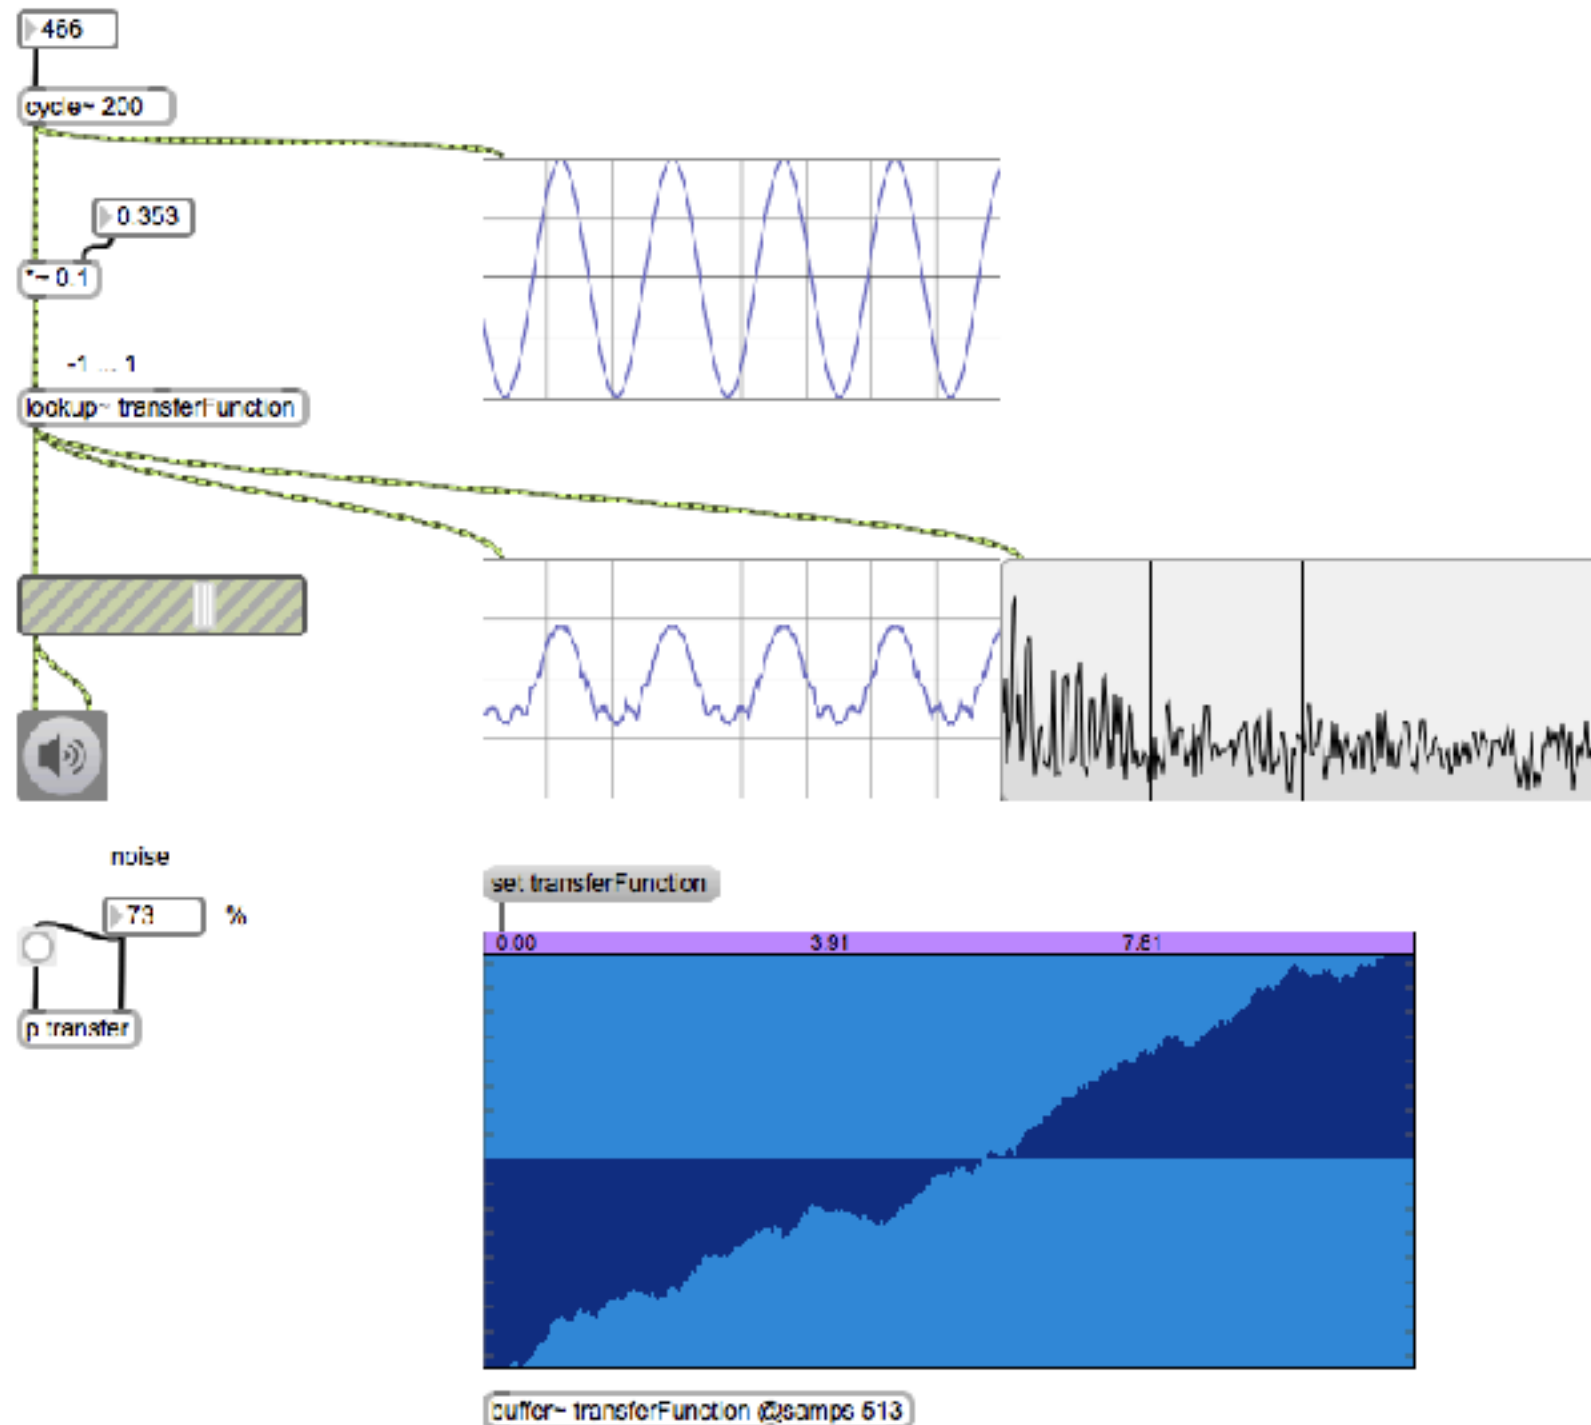 466
cycle~ 200
0.353
*~ 0.1
-1 ... 1
lookup~ transferFunction
noise
73 %
p transfer
set transferFunction
0.00 3.91 7.81
buffer~ transferFunction @samps 513